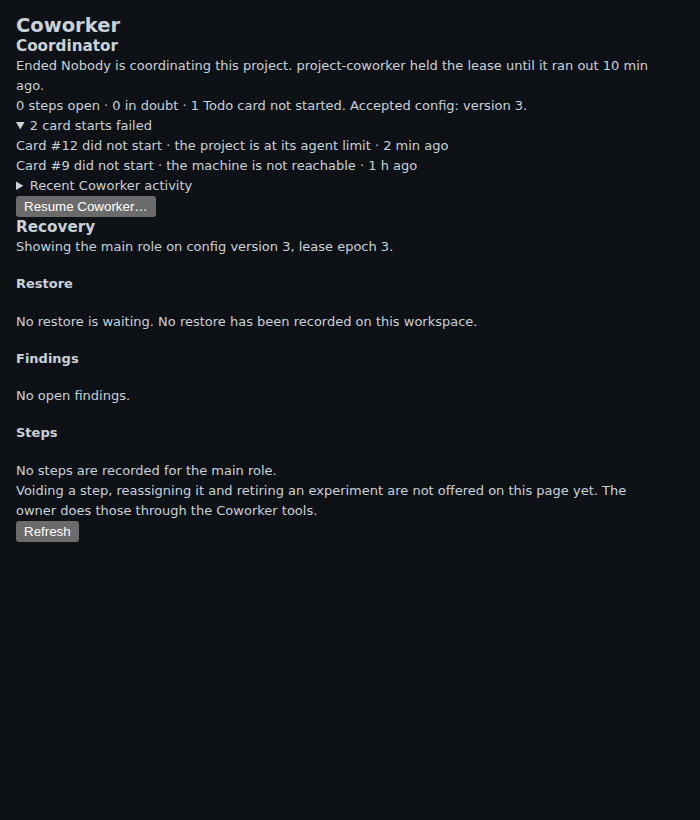 Coworker
Coordinator
Ended Nobody is coordinating this project. project-coworker held the lease until it ran out 10 min
ago.
0 steps open · 0 in doubt · 1 Todo card not started. Accepted config: version 3.
▼ 2 card starts failed
Card #12 did not start · the project is at its agent limit · 2 min ago
Card #9 did not start · the machine is not reachable · 1 h ago
▶ Recent Coworker activity
Resume Coworker…
Recovery
Showing the main role on config version 3, lease epoch 3.
Restore
No restore is waiting. No restore has been recorded on this workspace.
Findings
No open findings.
Steps
No steps are recorded for the main role.
Voiding a step, reassigning it and retiring an experiment are not offered on this page yet. The
owner does those through the Coworker tools.
Refresh